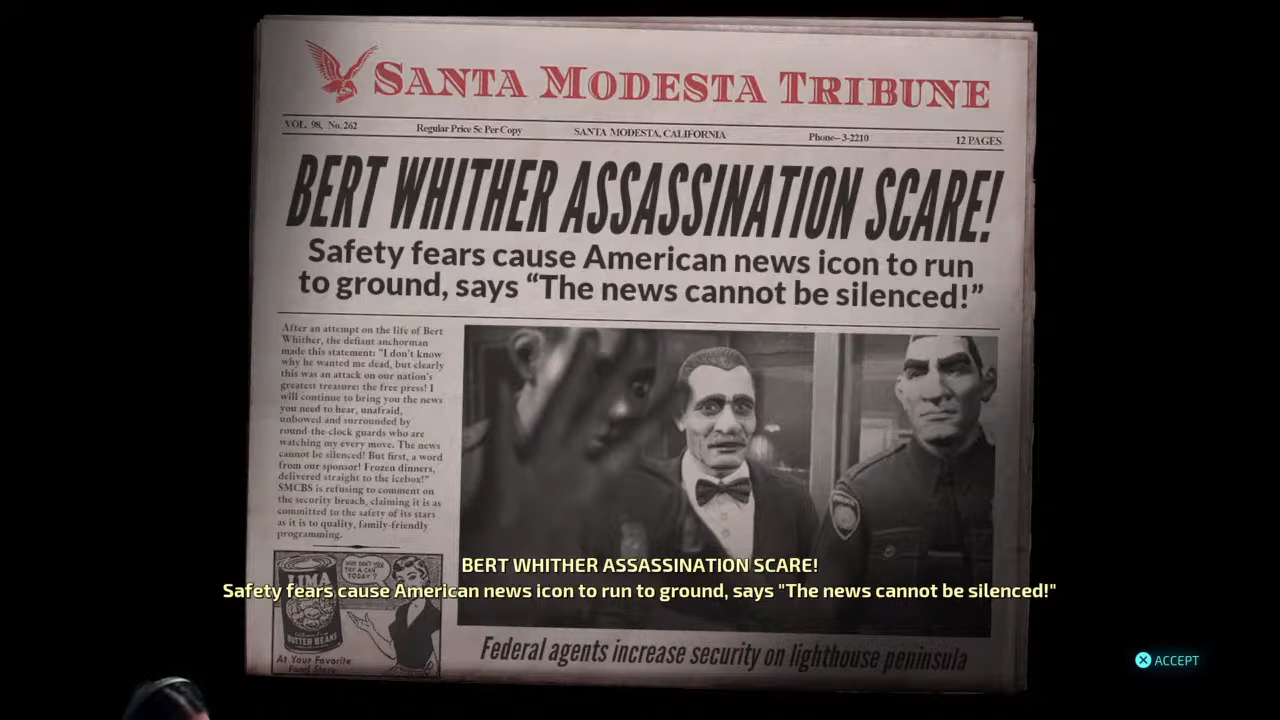 SANTA MODESTA TRIBUNE
VOL. 98, No. 262 Regular Price 5c Per Copy SANTA MODESTA, CALIFORNIA Phone-- 3-2210 12 PAGES
BERT WHITHER ASSASSINATION SCARE!
Safety fears cause American news icon to run
to ground, says “The news cannot be silenced!”
After an attempt on the life of Bert
Whither, the defiant anchorman
made this statement: "I don't know
why he wanted me dead, but clearly
this was an attack on our nation's
greatest treasure: the free press! I
will continue to bring you the news
you need to hear, unafraid,
unbowed and surrounded by
round-the-clock guards who are
watching my every move. The news
cannot be silenced! But first, a word
from our sponsor! Frozen dinners,
delivered straight to the icebox!"
SMCBS is refusing to comment on
the security breach, claiming it is as
committed to the safety of its stars
as it is to quality, family-friendly
programming.
WHY DON'T YOU
TRY A CAN
TODAY?
LIMA
BUTTER BEANS
At Your Favorite
Food Store
BERT WHITHER ASSASSINATION SCARE!
Safety fears cause American news icon to run to ground, says "The news cannot be silenced!"
Federal agents increase security on lighthouse peninsula
ACCEPT